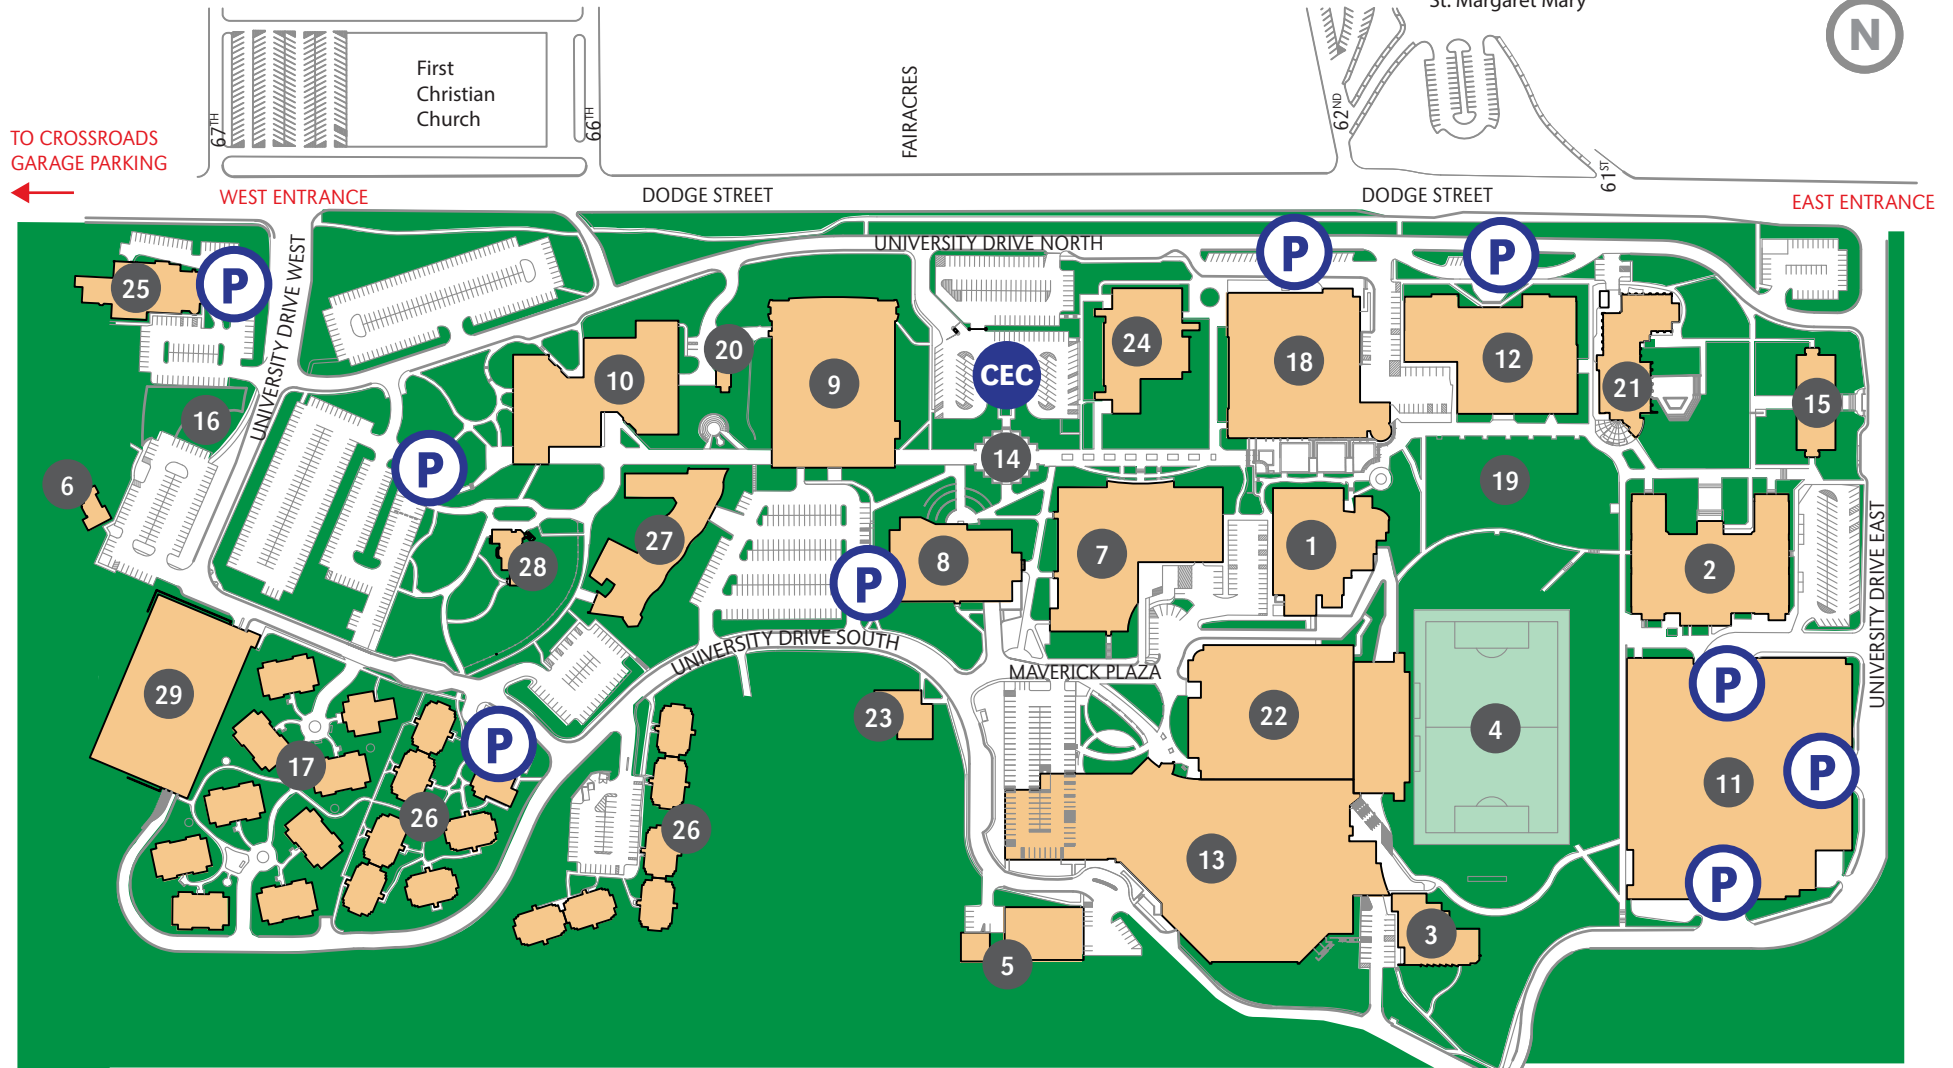 St. Margaret Mary
N
First
Christian
Church
67TH
66TH
FAIRACRES
62ND
61ST
TO CROSSROADS
GARAGE PARKING
WEST ENTRANCE
DODGE STREET
DODGE STREET
EAST ENTRANCE
UNIVERSITY DRIVE NORTH
UNIVERSITY DRIVE WEST
P
P
P
25
20
10
9
CEC
24
18
12
21
15
16
P
14
6
19
27
28
P
8
7
1
2
UNIVERSITY DRIVE EAST
UNIVERSITY DRIVE SOUTH
MAVERICK PLAZA
29
P
23
22
4
P
17
P
11
26
26
13
P
3
5